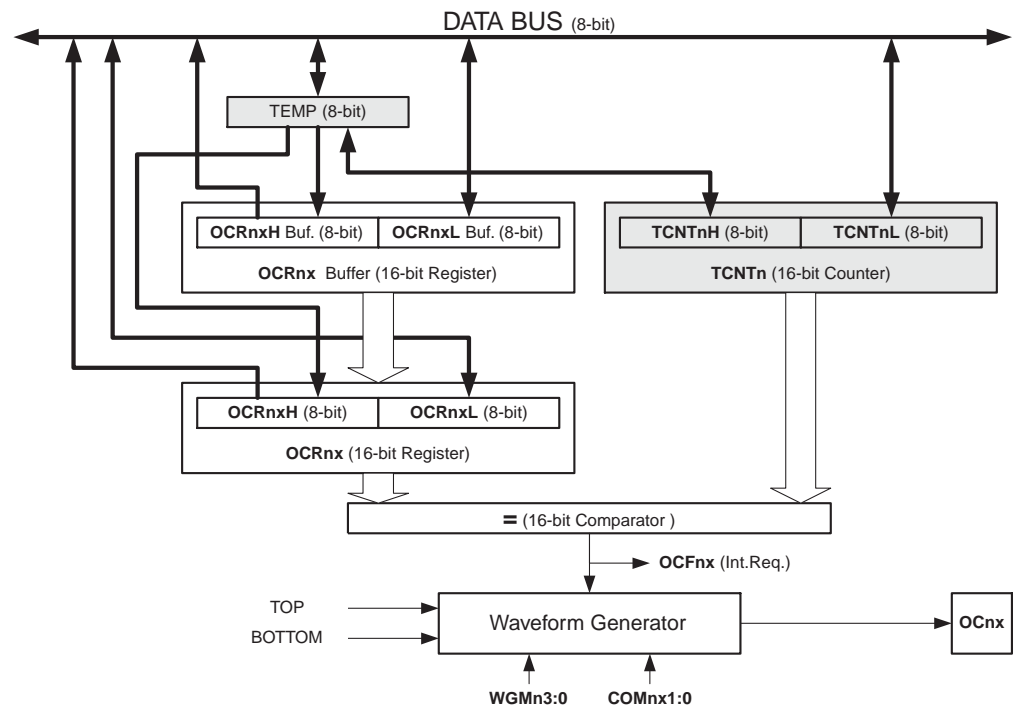 DATA BUS (8-bit)
TEMP (8-bit)
OCRnxH Buf. (8-bit) OCRnxL Buf. (8-bit)
OCRnx Buffer (16-bit Register)
TCNTnH (8-bit) TCNTnL (8-bit)
TCNTn (16-bit Counter)
OCRnxH (8-bit) OCRnxL (8-bit)
OCRnx (16-bit Register)
= (16-bit Comparator )
OCFnx (Int.Req.)
TOP
BOTTOM
Waveform Generator
OCnx
WGMn3:0 COMnx1:0